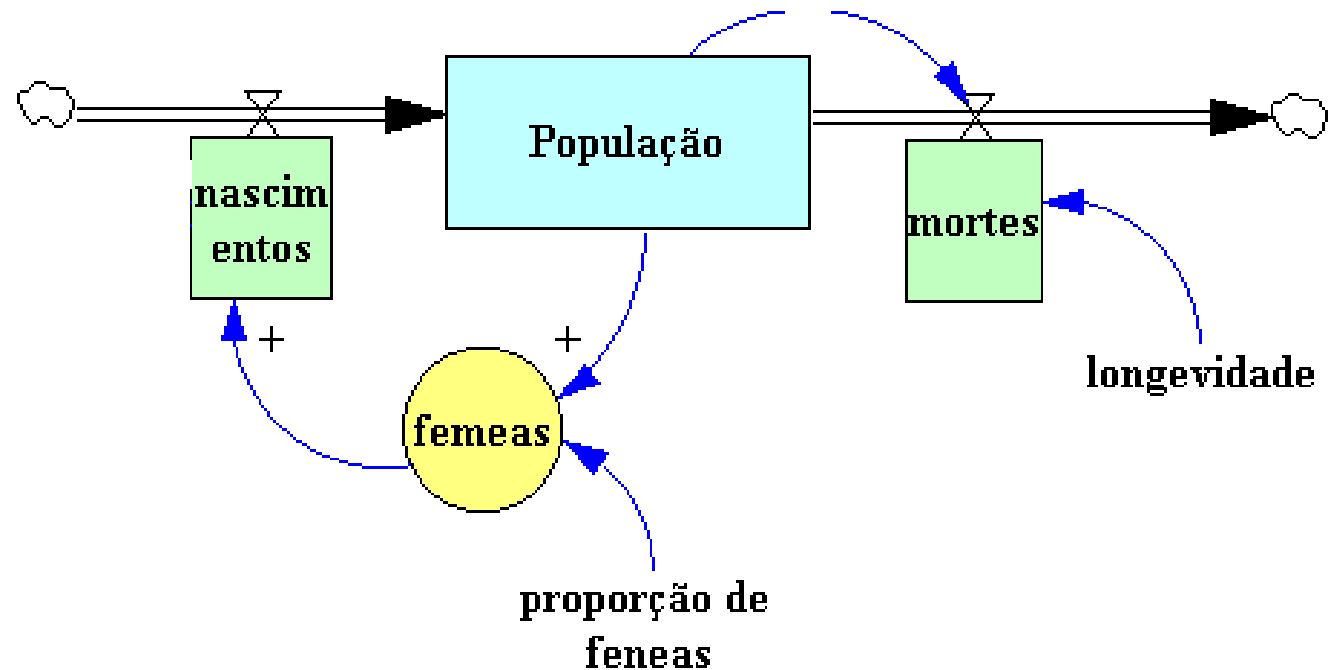 População
nascim
entos
mortes
+
+
longevidade
femeas
proporção de
feneas